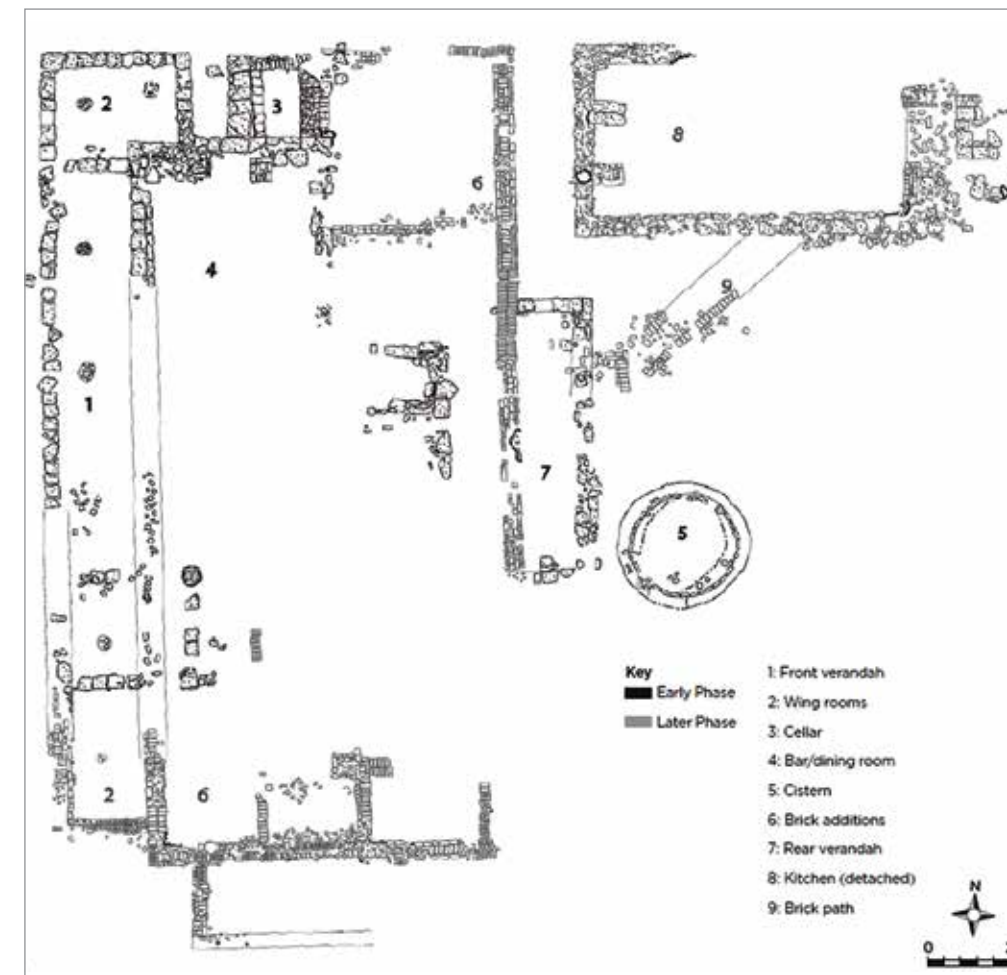 2
3
8
6
4
9
1
7
5
2
6
Key
Early Phase
Later Phase
1: Front verandah
2: Wing rooms
3: Cellar
4: Bar/dining room
5: Cistern
6: Brick additions
7: Rear verandah
8: Kitchen (detached)
9: Brick path
N
0